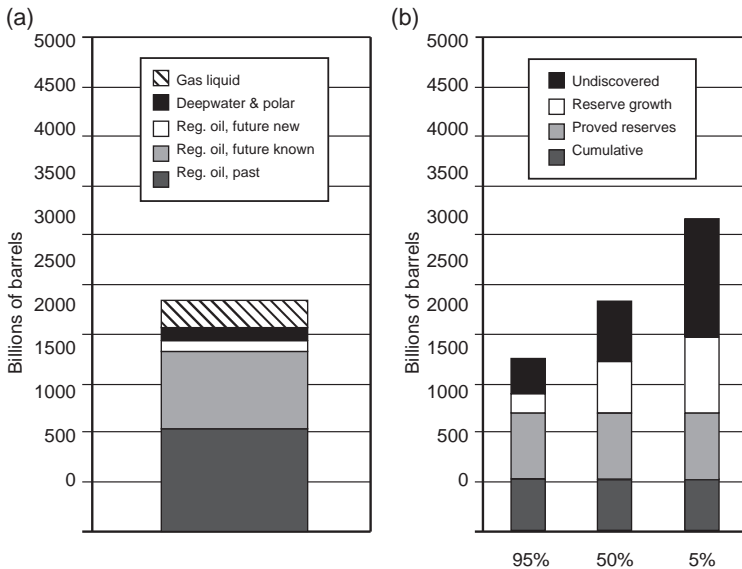 (a)
5000
4500
4000
3500
3000
2500
2000
1500
1000
500
0
Billions of barrels
Gas liquid
Deepwater & polar
Reg. oil, future new
Reg. oil, future known
Reg. oil, past
(b)
5000
4500
4000
3500
3000
2500
2000
1500
1000
500
0
Billions of barrels
Undiscovered
Reserve growth
Proved reserves
Cumulative
95% 50% 5%